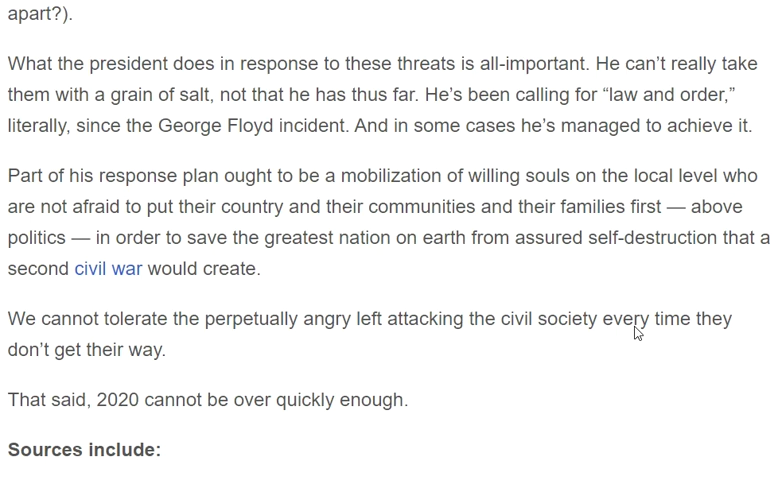 apart?).
What the president does in response to these threats is all-important. He can’t really take
them with a grain of salt, not that he has thus far. He’s been calling for “law and order,”
literally, since the George Floyd incident. And in some cases he’s managed to achieve it.
Part of his response plan ought to be a mobilization of willing souls on the local level who
are not afraid to put their country and their communities and their families first — above
politics — in order to save the greatest nation on earth from assured self-destruction that a
second civil war would create.
We cannot tolerate the perpetually angry left attacking the civil society every time they
don’t get their way.
That said, 2020 cannot be over quickly enough.
Sources include: